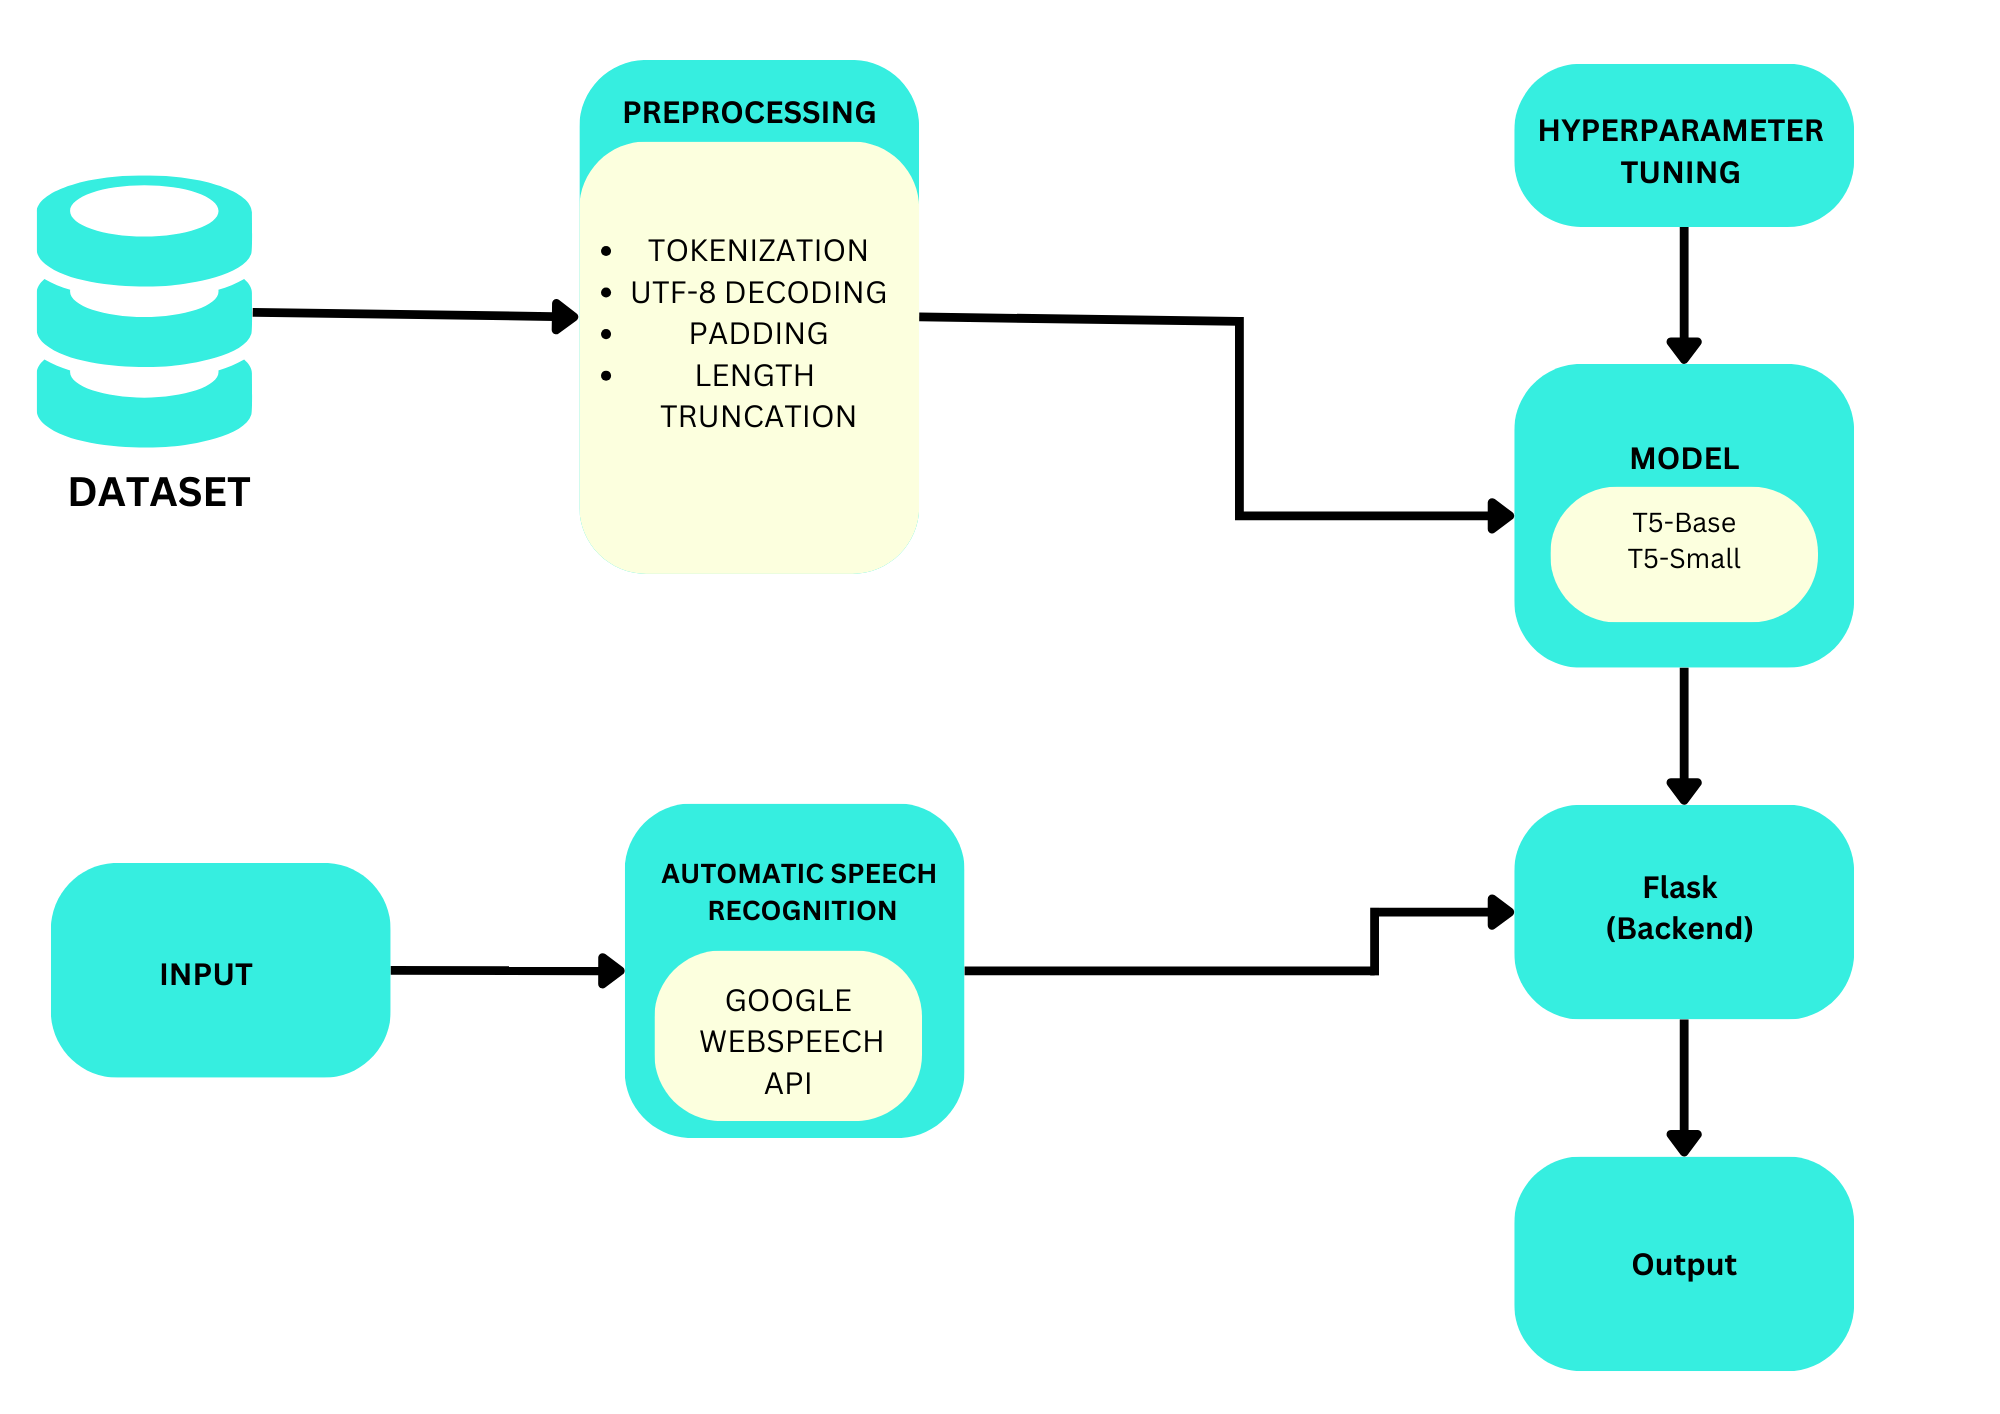 PREPROCESSING
• TOKENIZATION
• UTF-8 DECODING
• PADDING
• LENGTH
TRUNCATION
DATASET
HYPERPARAMETER
TUNING
MODEL
T5-Base
T5-Small
INPUT
AUTOMATIC SPEECH
RECOGNITION
GOOGLE
WEBSPEECH
API
Flask
(Backend)
Output